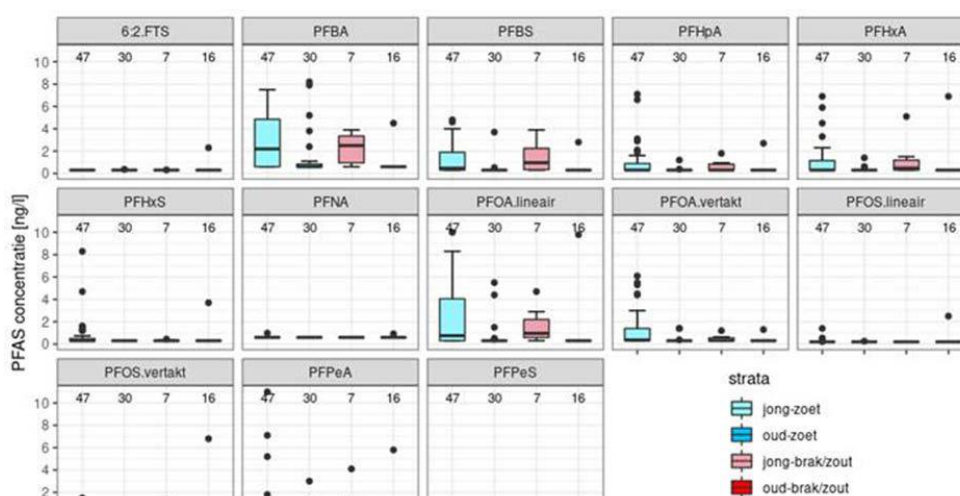 6:2.FTS PFBA PFBS PFHpA PFHxA
47 30 7 16 47 30 7 16 47 30 7 16 47 30 7 16 47 30 7 16
10
8
6
4
2
0
PFHxS PFNA PFOA.lineair PFOA.vertakt PFOS.lineair
47 30 7 16 47 30 7 16 47 30 7 16 47 30 7 16 47 30 7 16
10
8
6
4
2
0
PFAS concentratie [ng/l]
PFOS.vertakt PFPeA PFPeS
47 30 7 16 47 30 7 16 47 30 7 16
10
8
6
4
2
strata
jong-zoet
oud-zoet
jong-brak/zout
oud-brak/zout